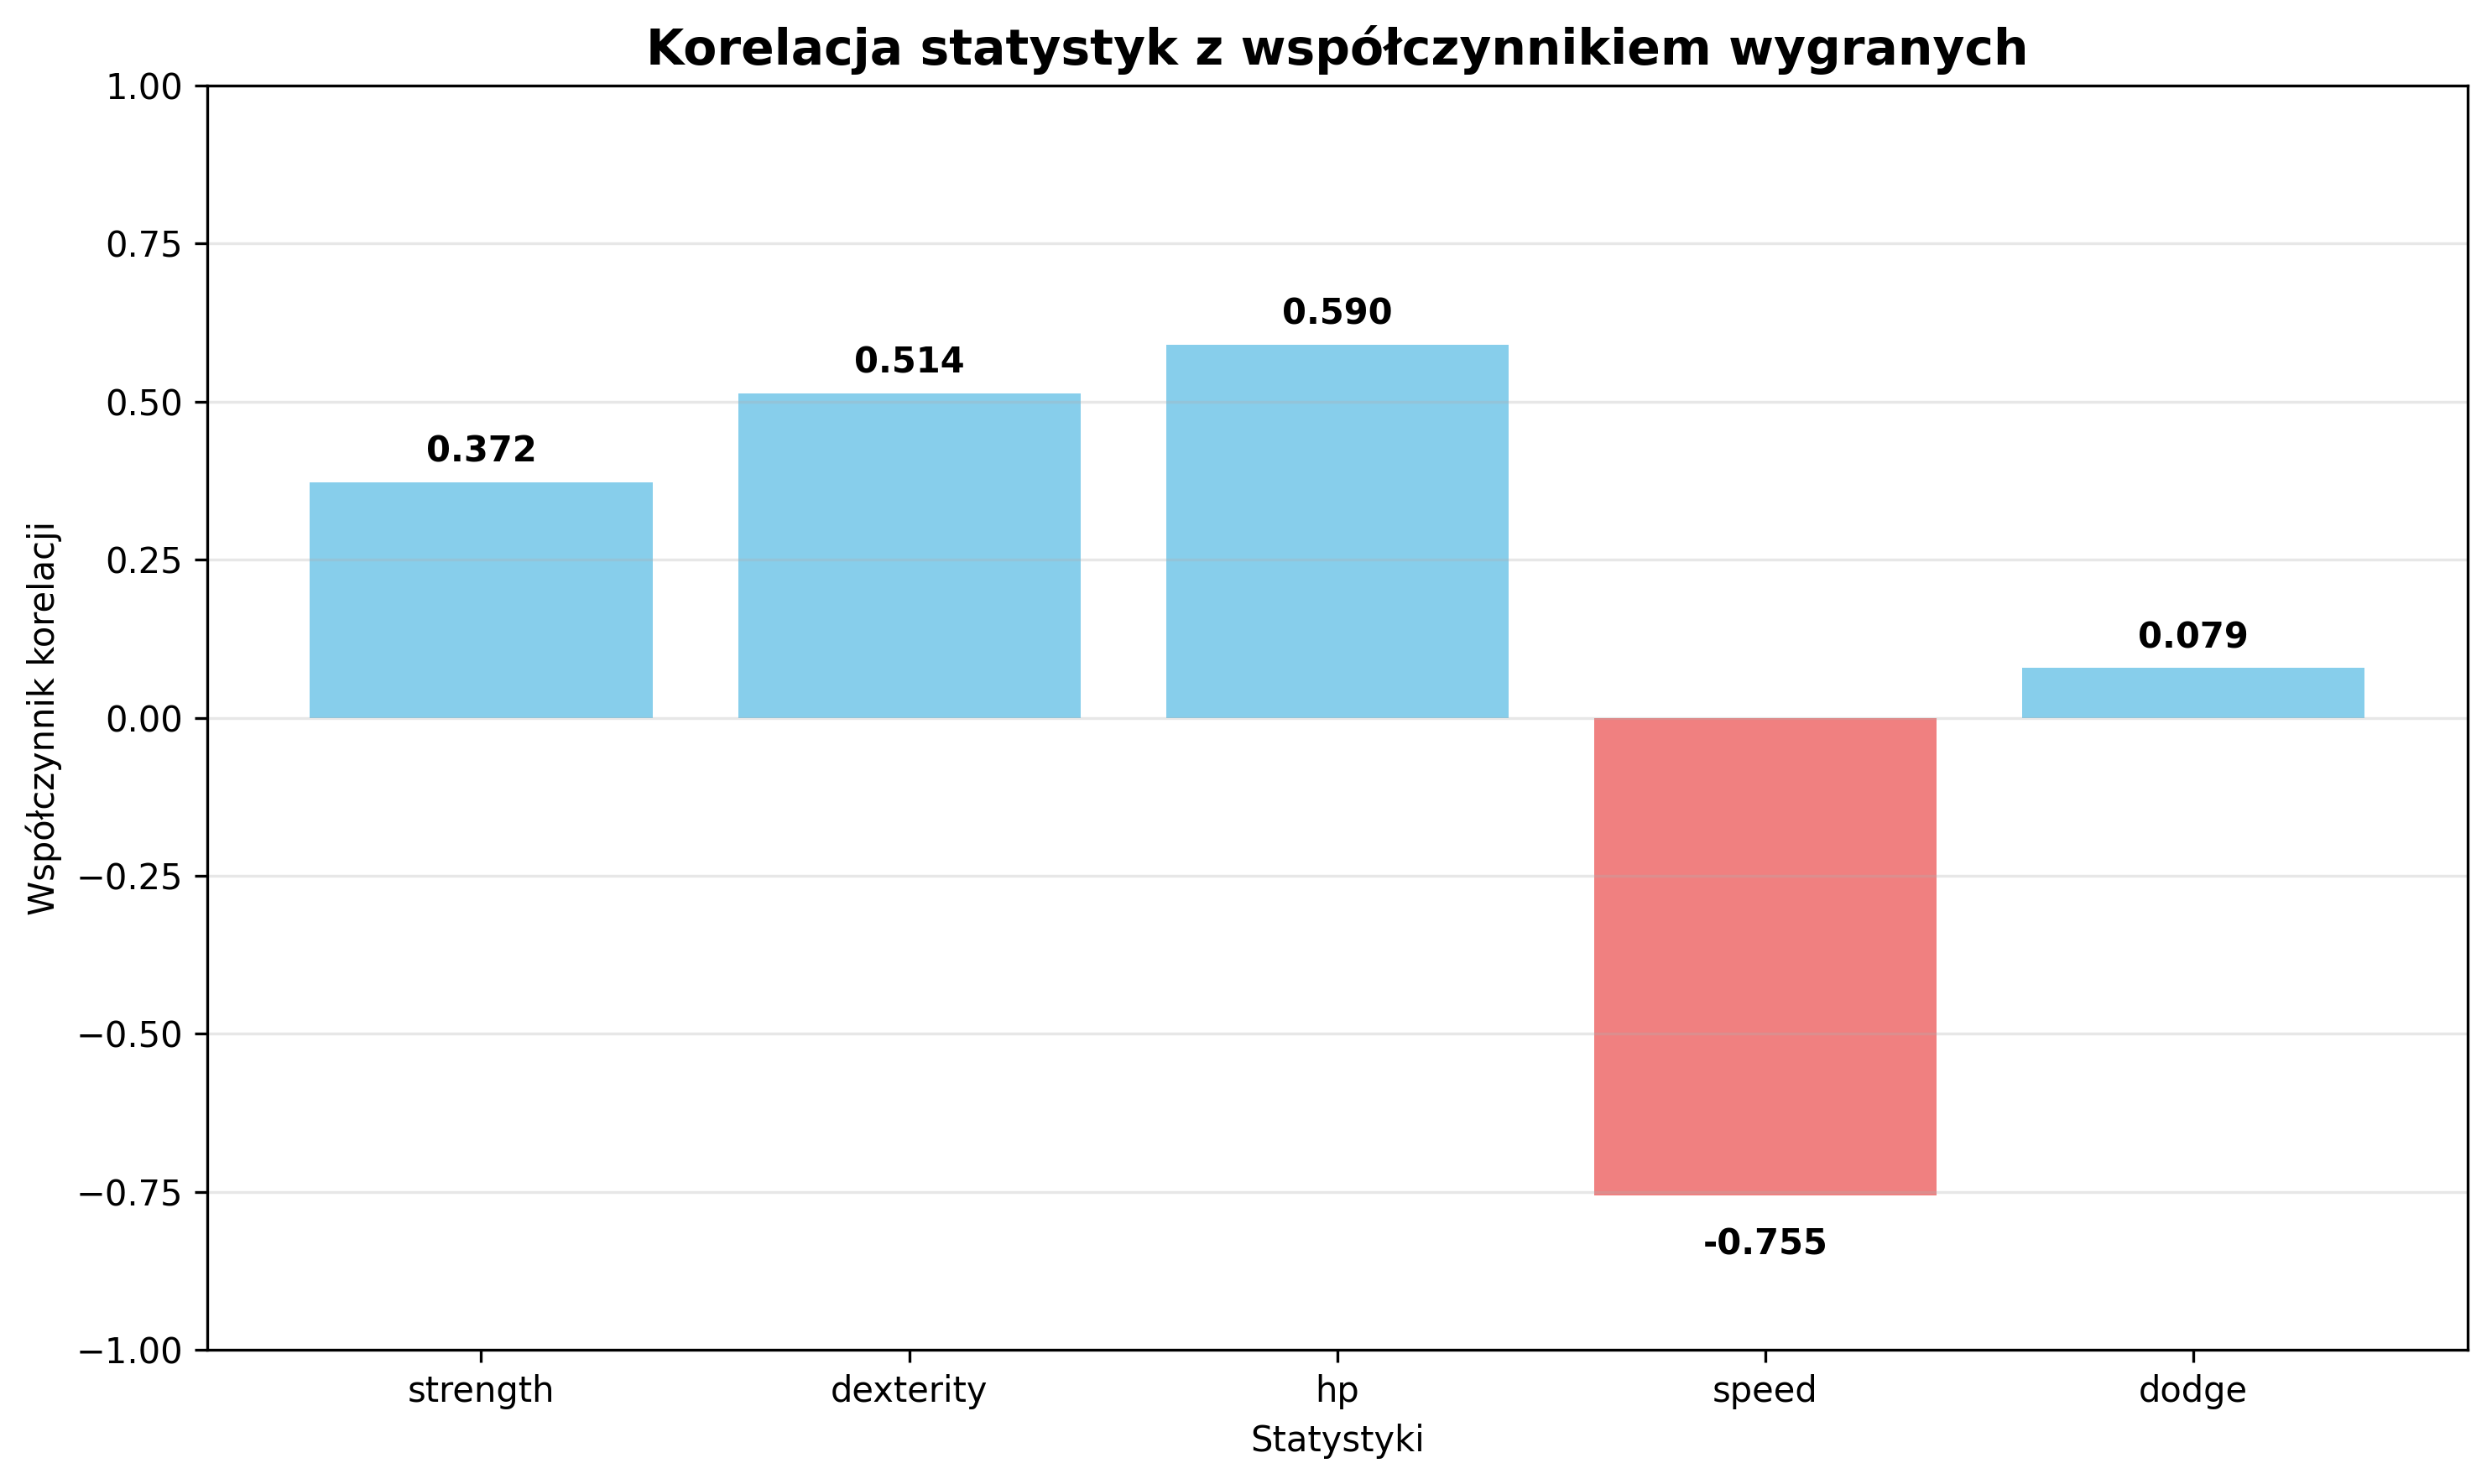 Korelacja statystyk z współczynnikiem wygranych
Współczynnik korelacji
1.00
0.75
0.50
0.25
0.00
−0.25
−0.50
−0.75
−1.00
0.372
0.514
0.590
-0.755
0.079
strength
dexterity
hp
speed
dodge
Statystyki